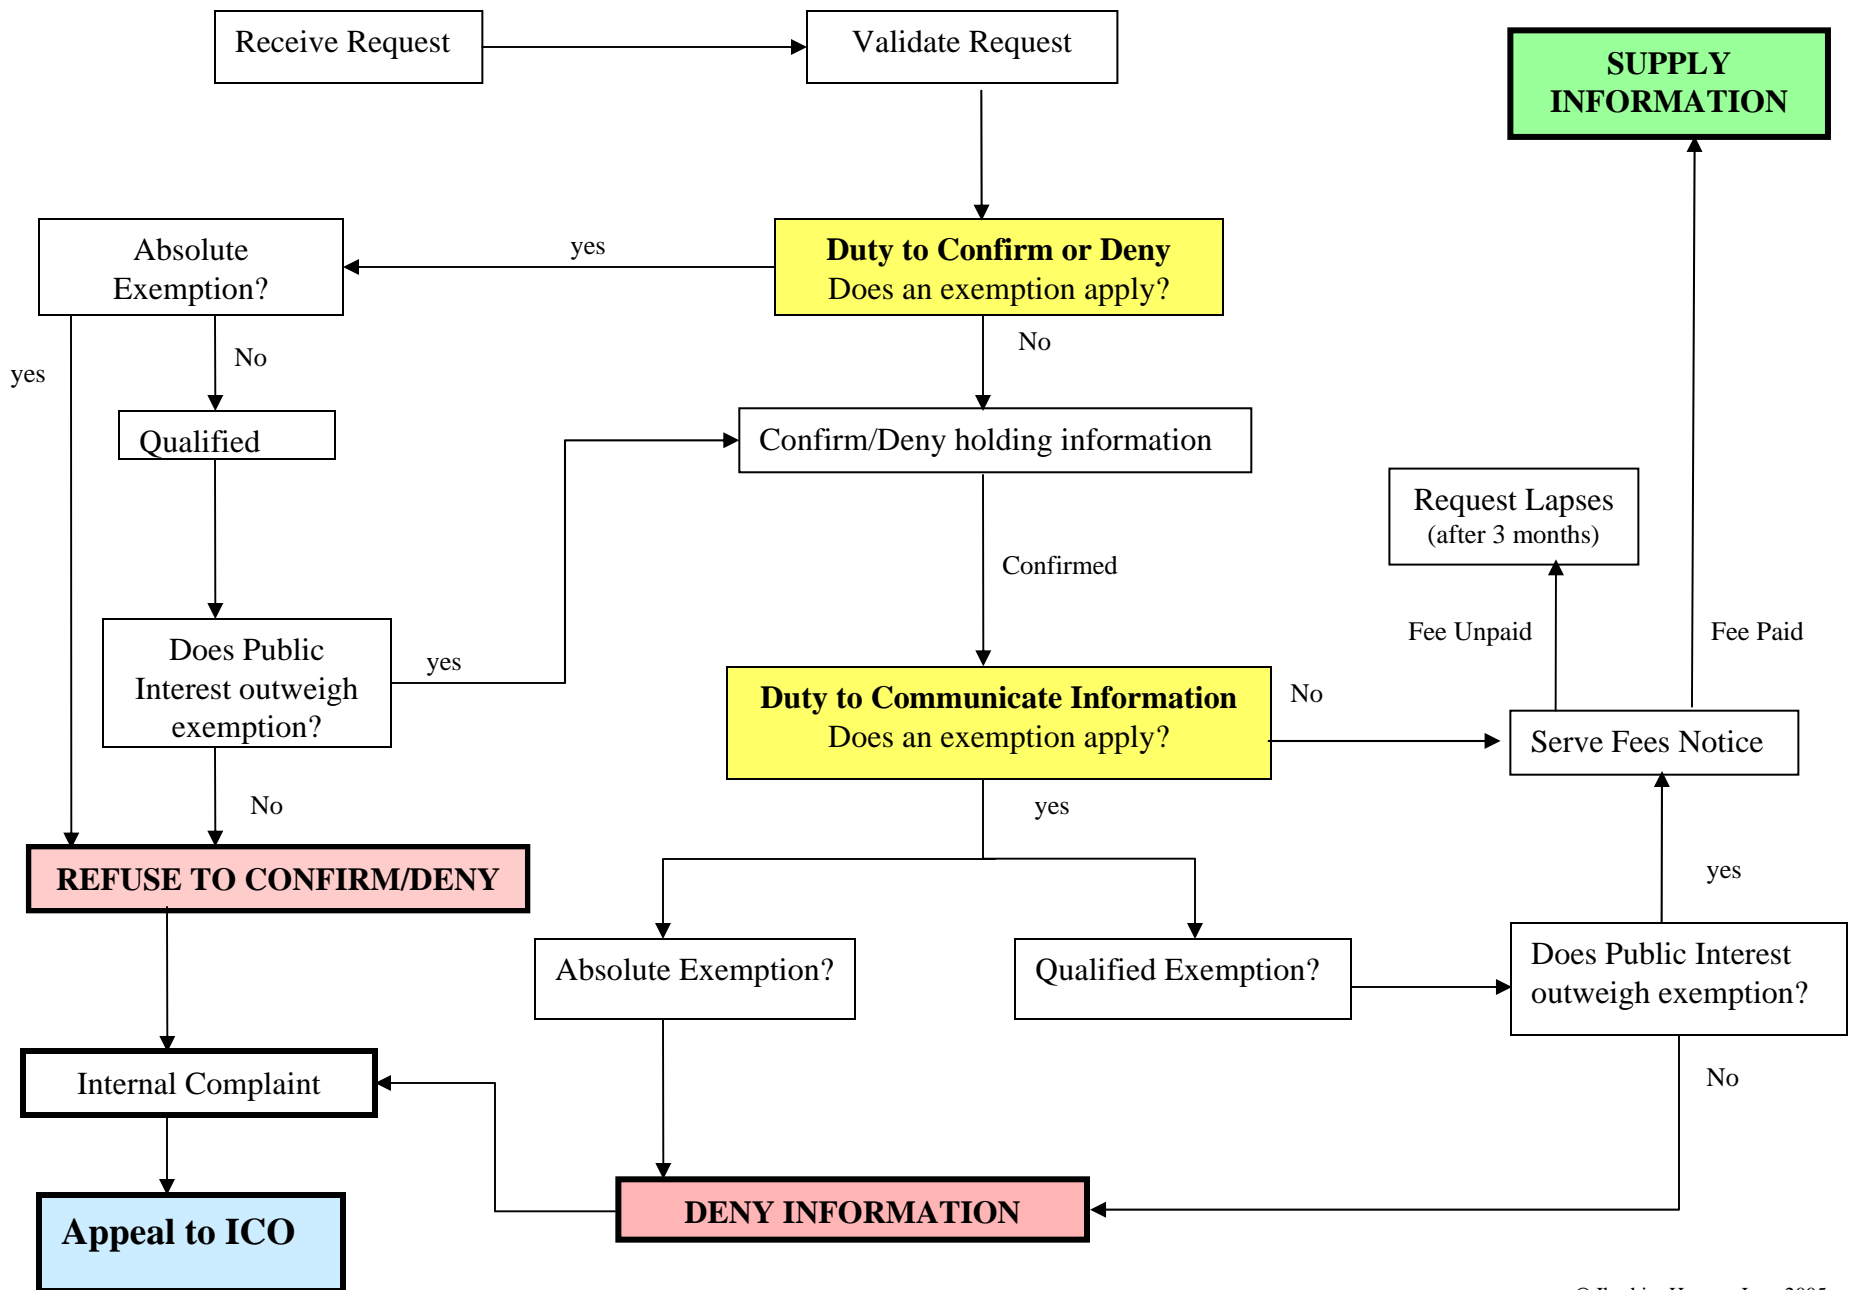 Receive Request
Validate Request
SUPPLY
INFORMATION
Absolute
Exemption?
yes
Duty to Confirm or Deny
Does an exemption apply?
No
No
yes
Qualified
Confirm/Deny holding information
Request Lapses
(after 3 months)
Confirmed
Does Public
Interest outweigh
exemption?
yes
Fee Unpaid
Fee Paid
Duty to Communicate Information
Does an exemption apply?
No
Serve Fees Notice
No
yes
REFUSE TO CONFIRM/DENY
yes
Absolute Exemption?
Qualified Exemption?
Does Public Interest
outweigh exemption?
Internal Complaint
No
DENY INFORMATION
Appeal to ICO
2005